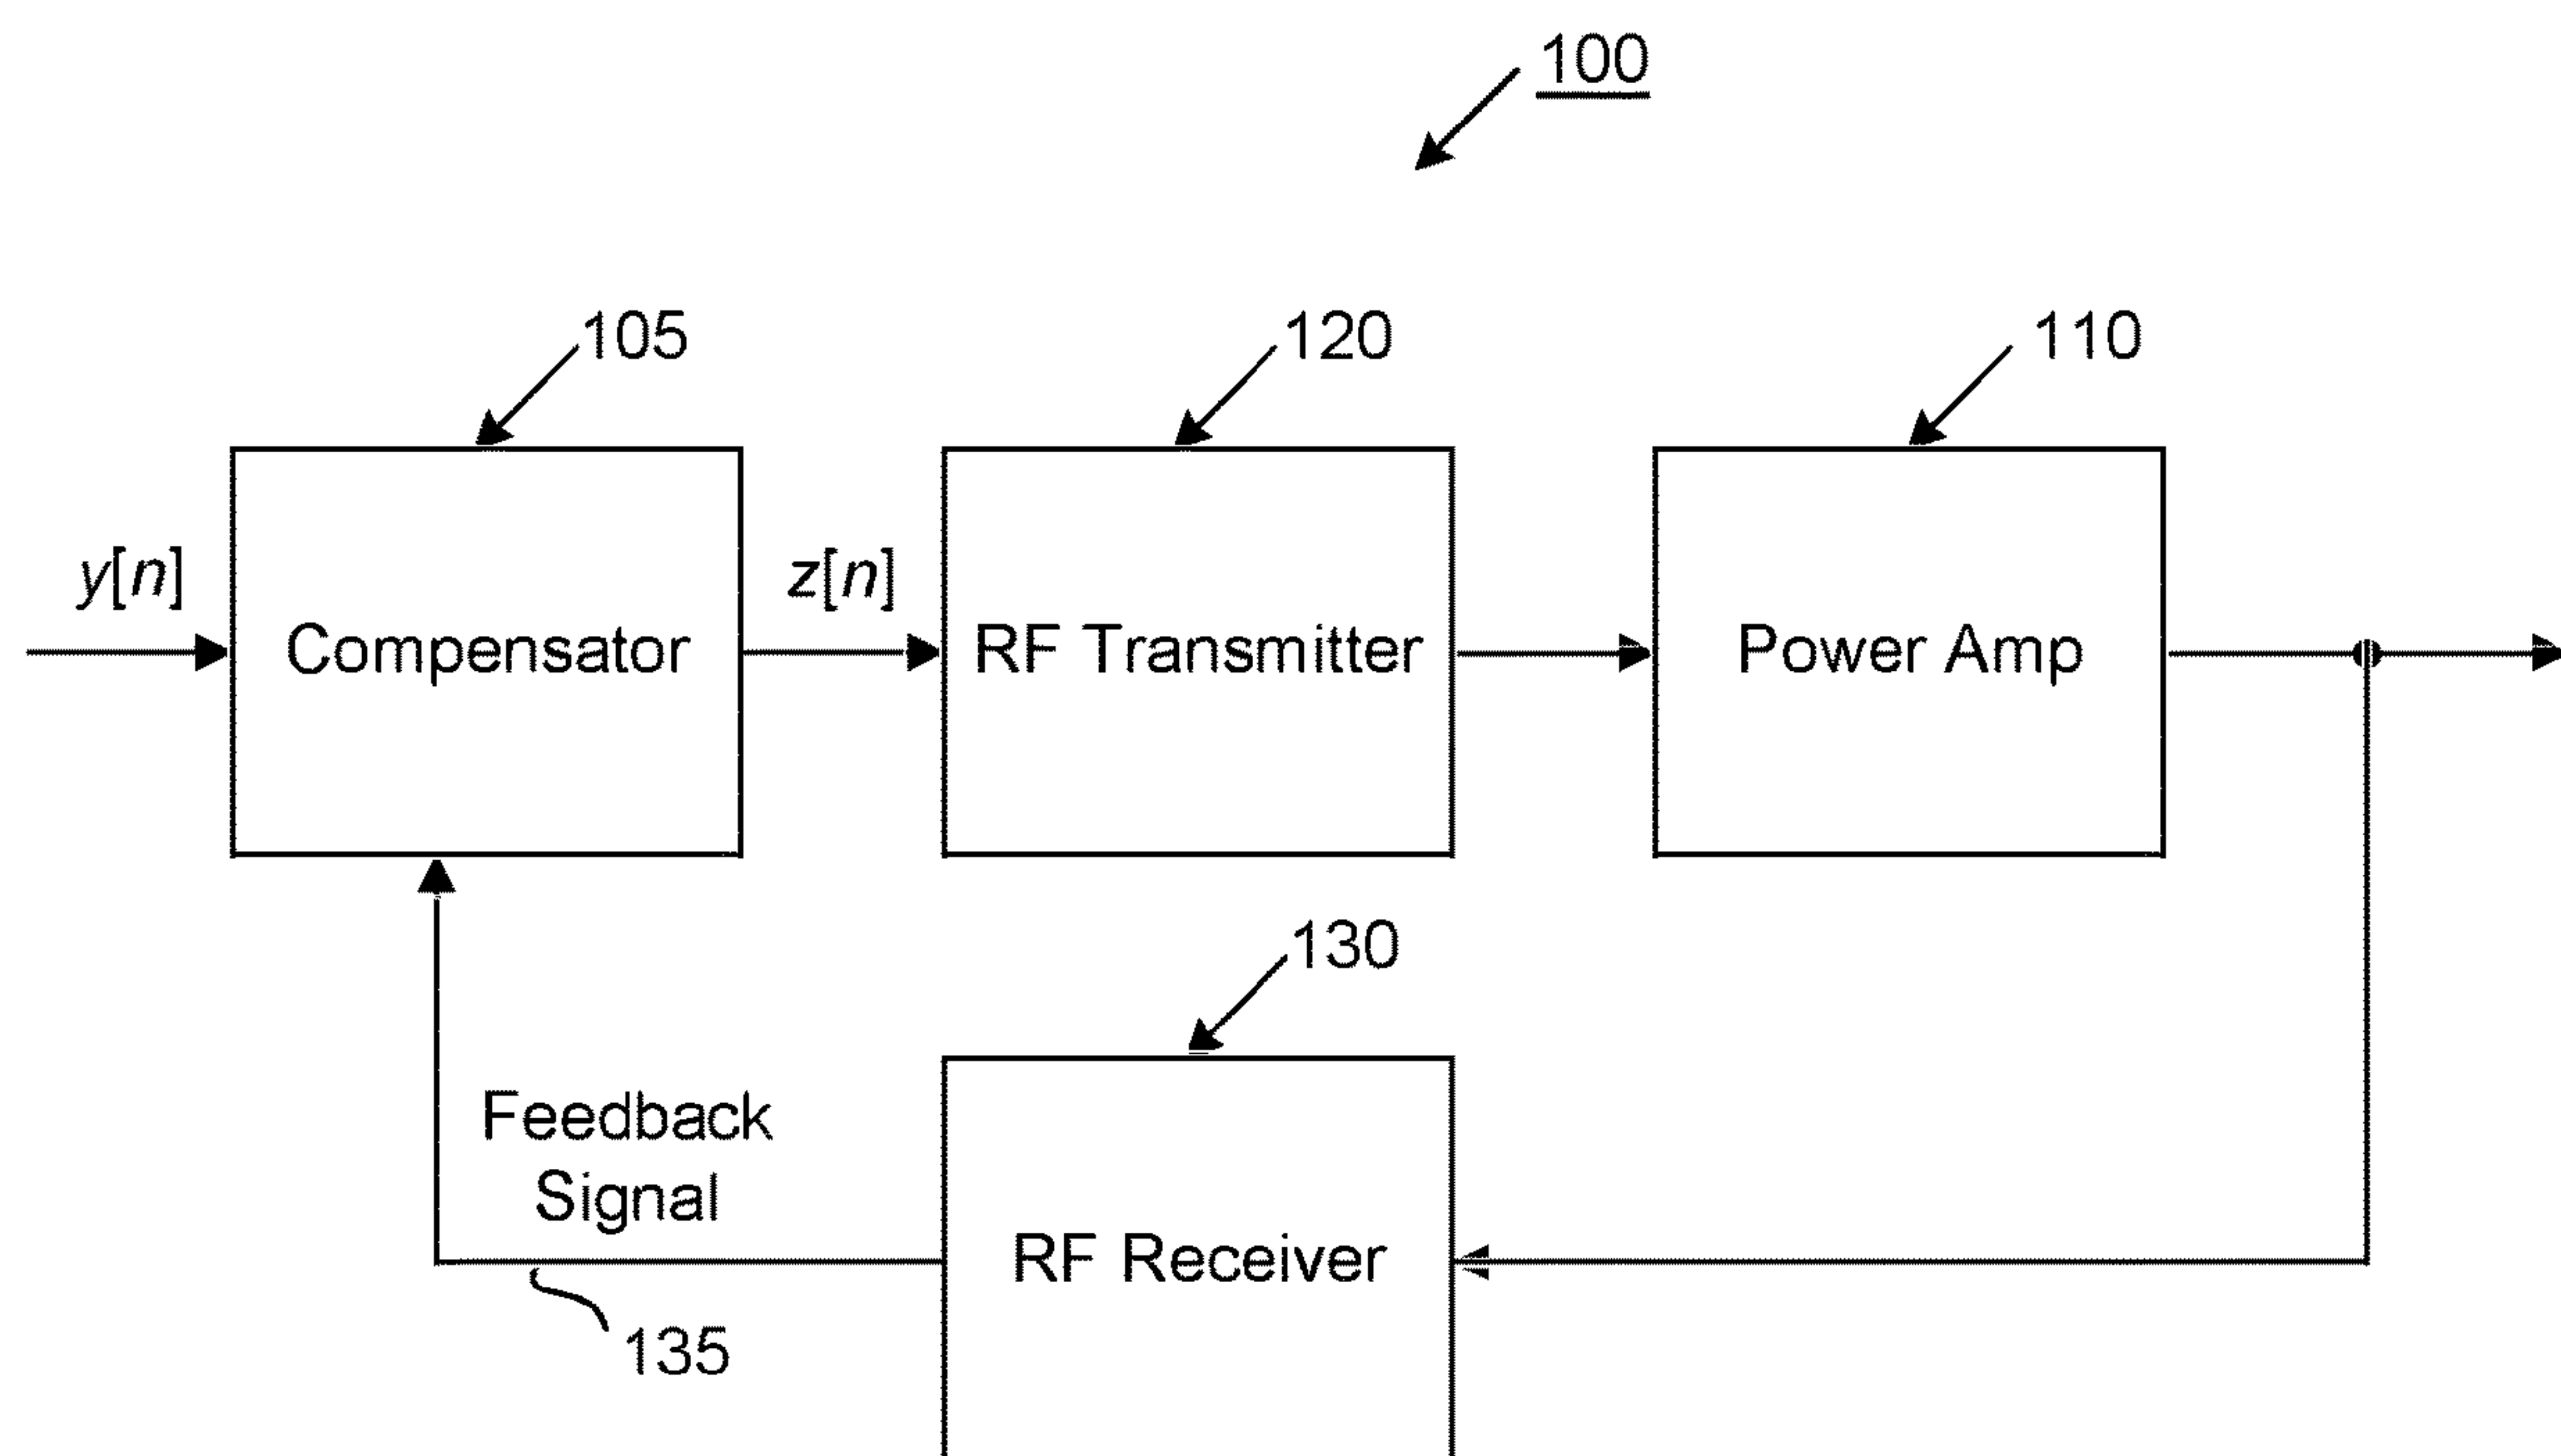 100
105
120
110
y[n]
z[n]
Compensator
RF Transmitter
Power Amp
130
Feedback
Signal
RF Receiver
135